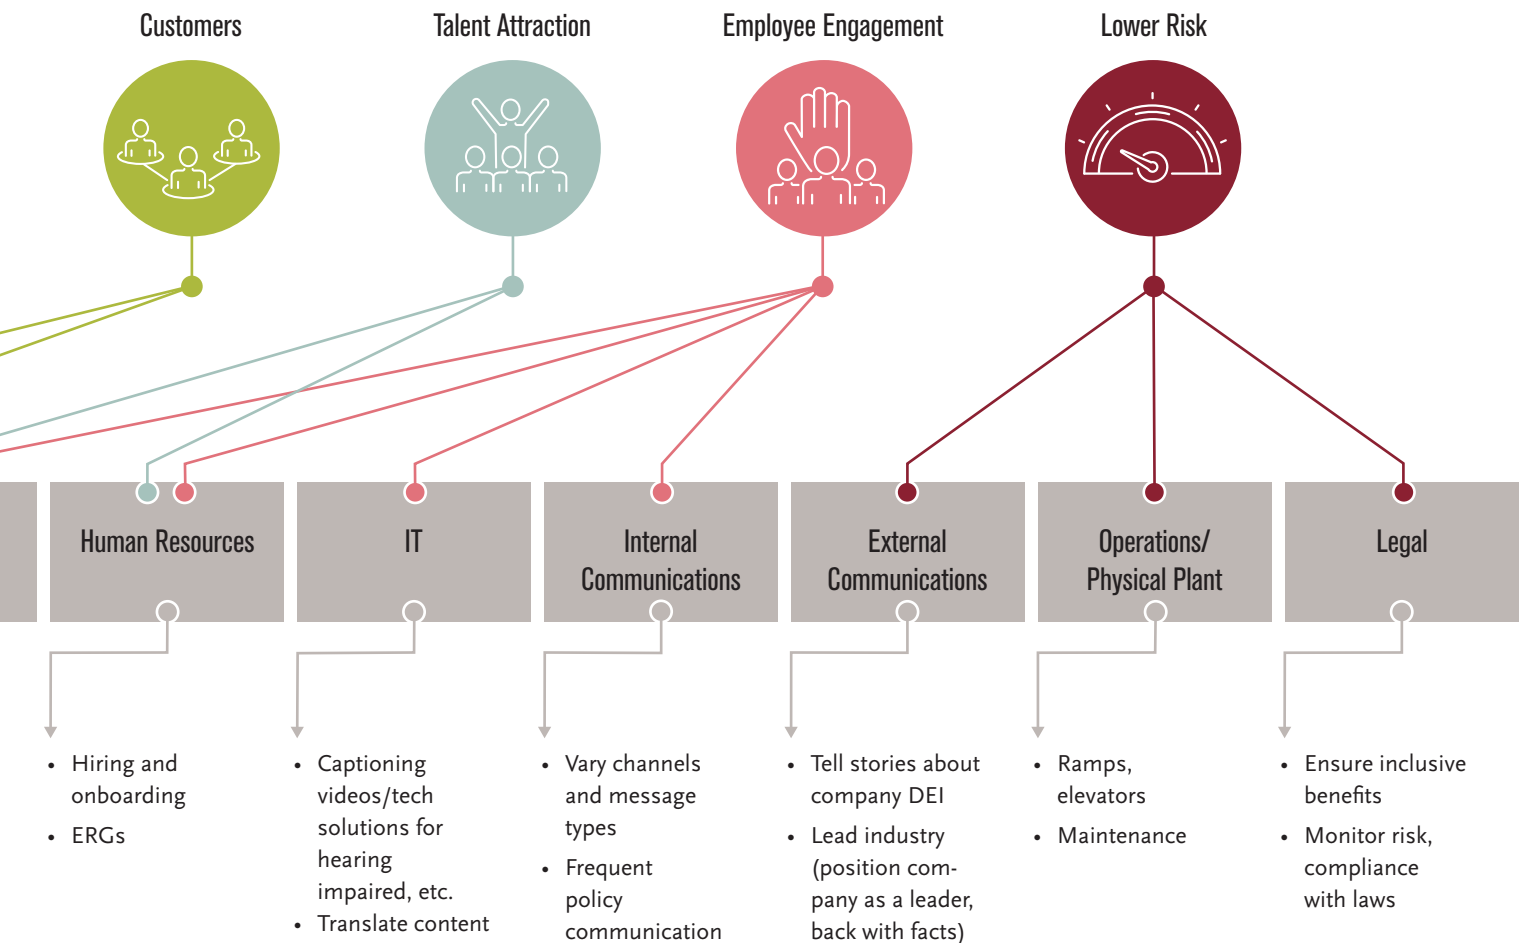 Customers
Talent Attraction
Employee Engagement
Lower Risk
Human Resources
IT
Internal
Communications
External
Communications
Operations/
Physical Plant
Legal
• Hiring and
onboarding
• ERGs
• Captioning
videos/tech
solutions for
hearing
impaired, etc.
• Translate content
• Vary channels
and message
types
• Frequent
policy
communication
• Tell stories about
company DEI
• Lead industry
(position com-
pany as a leader,
back with facts)
• Ramps,
elevators
• Maintenance
• Ensure inclusive
benefits
• Monitor risk,
compliance
with laws